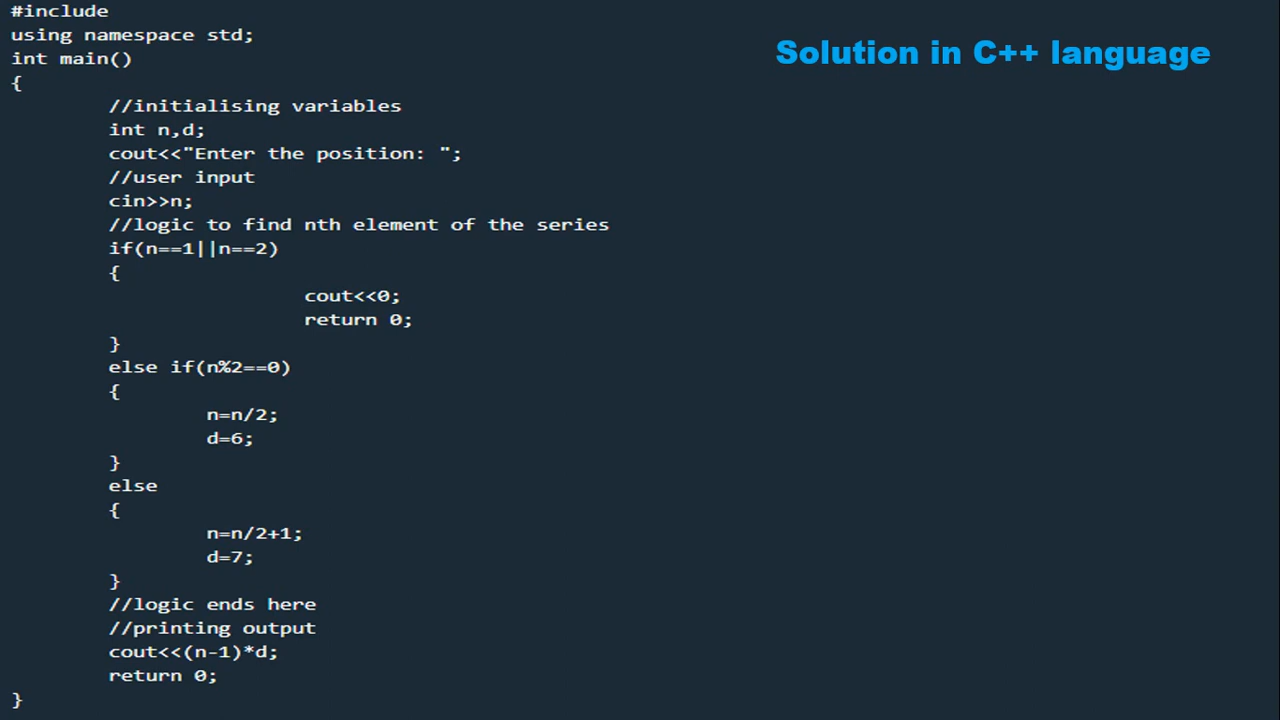 #include
using namespace std;
Solution in C++ language
int main()
{
//initialising variables
int n,d;
cout<<"Enter the position: ";
//user input
cin>>n;
//logic to find nth element of the series
if(n==1||n==2)
{
cout<<0;
return 0;
}
else if(n%2==0)
{
n=n/2;
d=6;
}
else
{
n=n/2+1;
d=7;
}
//logic ends here
//printing output
cout<<(n-1)*d;
return 0;
}